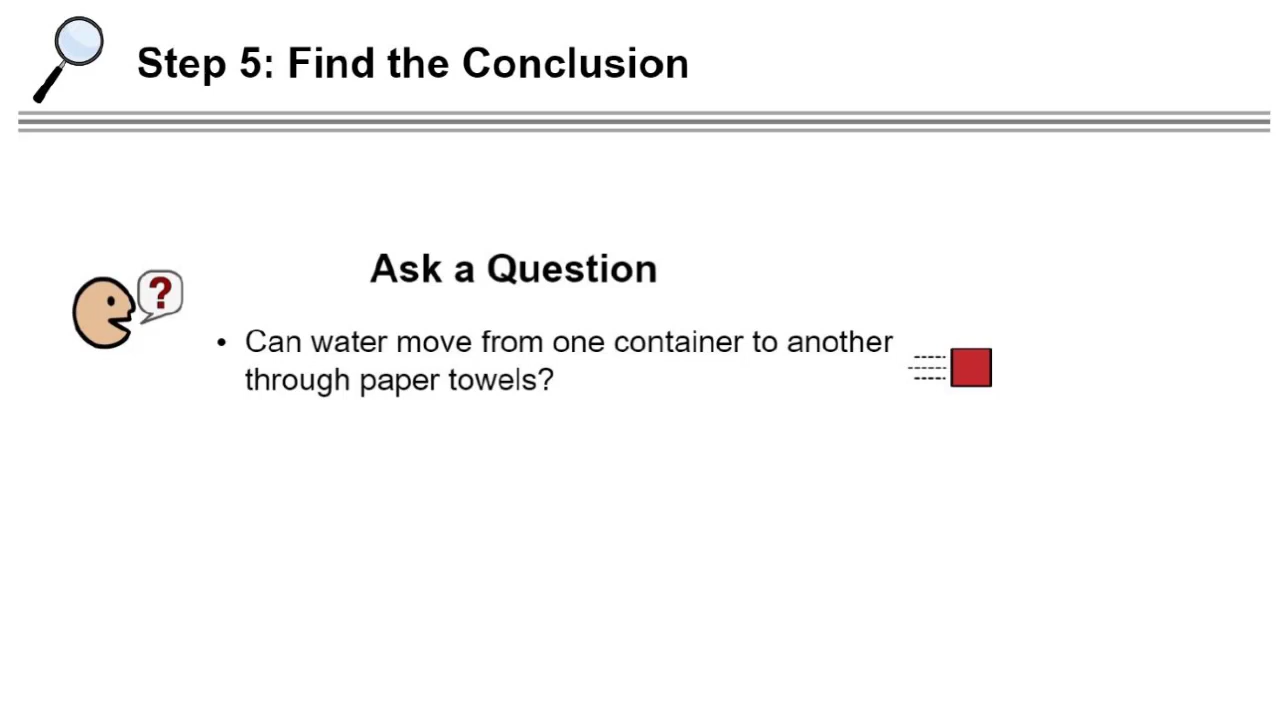 Step 5: Find the Conclusion
Ask a Question
?
• Can water move from one container to another
through paper towels?